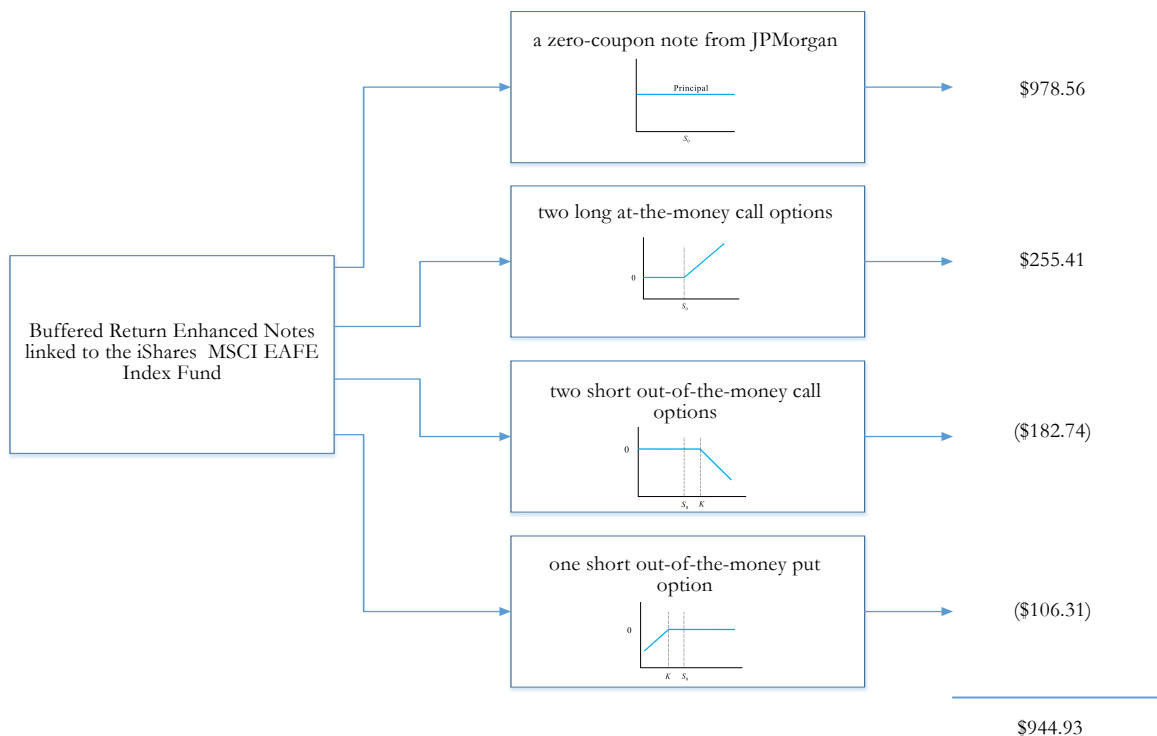 a zero-coupon note from JPMorgan
Principal
S₀
$978.56
two long at-the-money call options
0
S₀
$255.41
Buffered Return Enhanced Notes
linked to the iShares MSCI EAFE
Index Fund
two short out-of-the-money call
options
0
S₀ K
($182.74)
one short out-of-the-money put
option
0
K S₀
($106.31)
$944.93